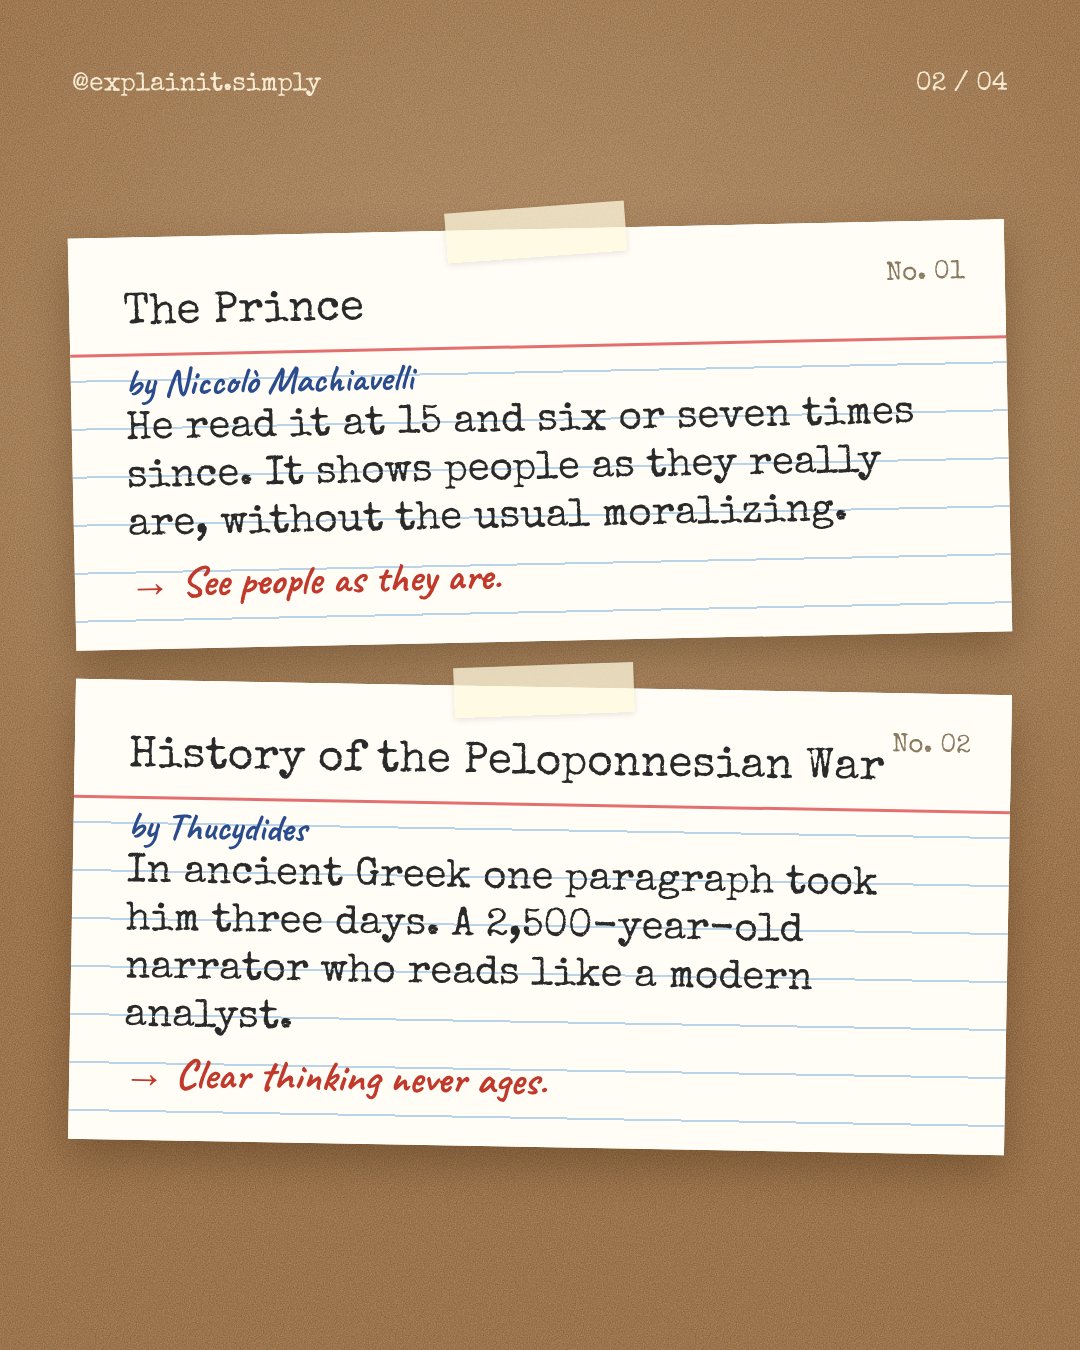 @explainit.simply
02 / 04
No. 01
The Prince
by Niccolò Machiavelli
He read it at 15 and six or seven times
since. It shows people as they really
are, without the usual moralizing.
→ See people as they are.
No. 02
History of the Peloponnesian War
by Thucydides
In ancient Greek one paragraph took
him three days. A 2,500-year-old
narrator who reads like a modern
analyst.
→ Clear thinking never ages.